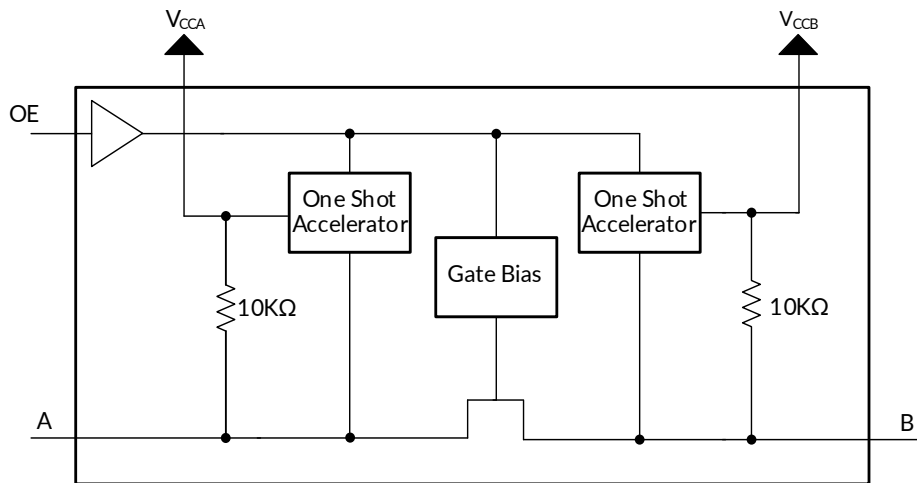 VCCA
VCCB
OE
One Shot
Accelerator
One Shot
Accelerator
Gate Bias
10KΩ
10KΩ
A
B